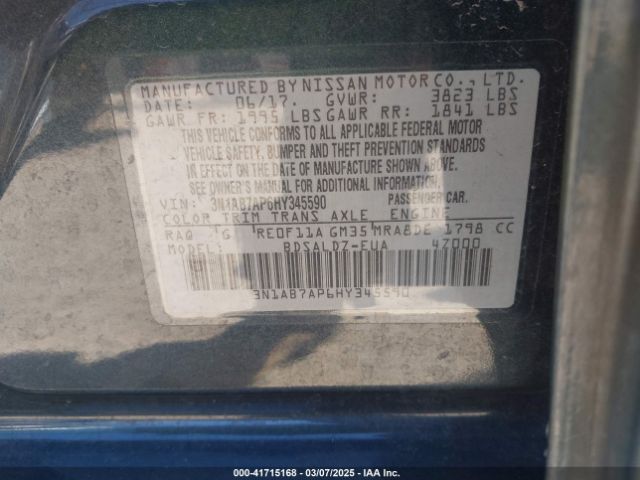 MANUFACTURED BY NISSAN MOTOR CO., LTD.
DATE: 06/17. GVWR: 3823 LBS
GAWR FR: 1995 LBS GAWR RR: 1841 LBS
THIS VEHICLE CONFORMS TO ALL APPLICABLE FEDERAL MOTOR
VEHICLE SAFETY, BUMPER AND THEFT PREVENTION STANDARDS
IN EFFECT ON THE DATE OF MANUFACTURE SHOWN ABOVE.
SEE OWNER'S MANUAL FOR ADDITIONAL INFORMATION.
VIN: 3N1AB7AP6HY345590 PASSENGER CAR.
COLOR TRIM TRANS AXLE ENGINE
RAQ G RE0F11A GM35 MRA8DE 1798 CC
BDSALDZ-EUA 4Z000
3N1AB7AP6HY345590
000-41715168 | 03/07/2025 | IAA Inc.